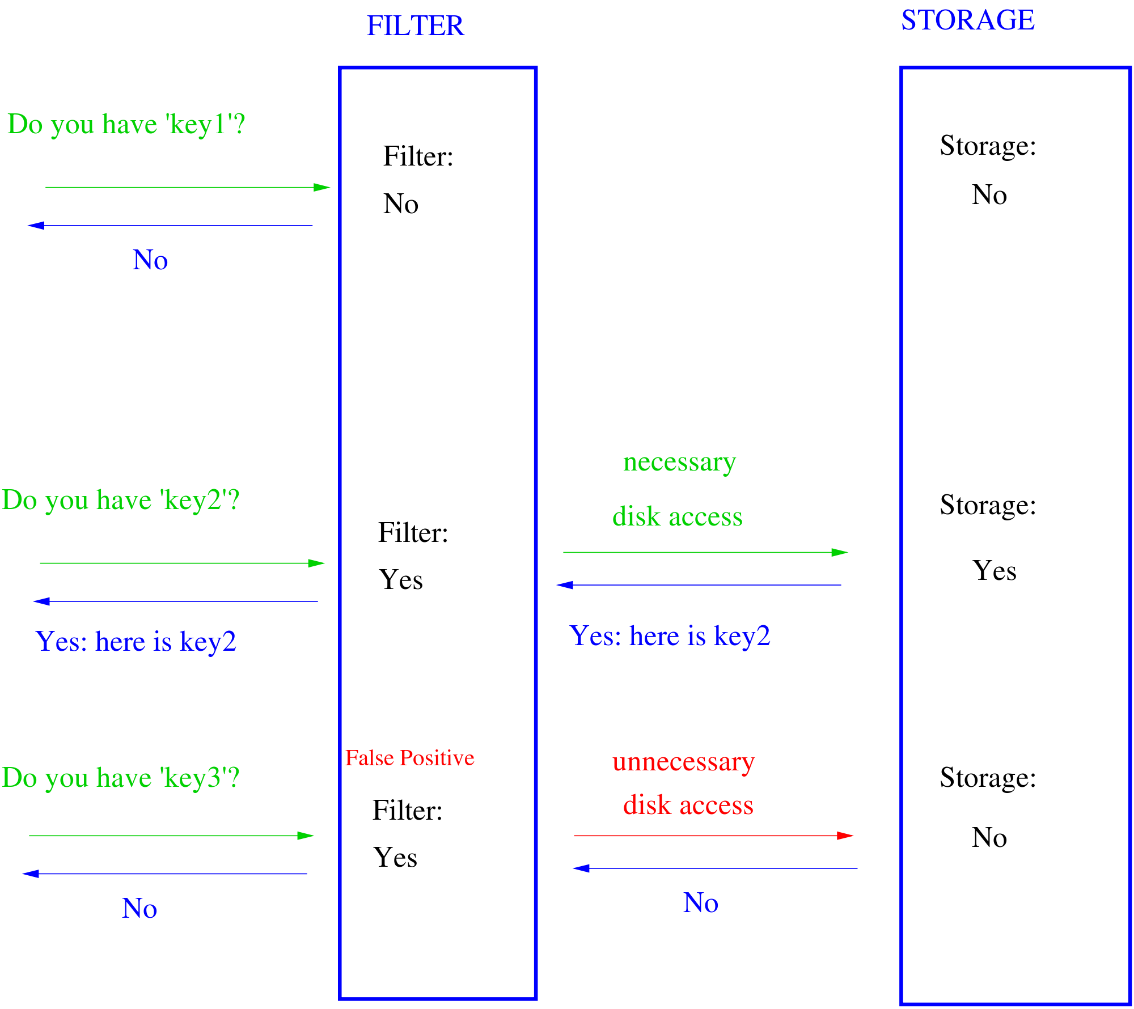 FILTER
STORAGE
Do you have 'key1'?
Filter:
No
Storage:
No
No
necessary
disk access
Do you have 'key2'?
Filter:
Yes
Storage:
Yes
Yes: here is key2
Yes: here is key2
False Positive
Do you have 'key3'?
Filter:
Yes
unnecessary
disk access
Storage:
No
No
No